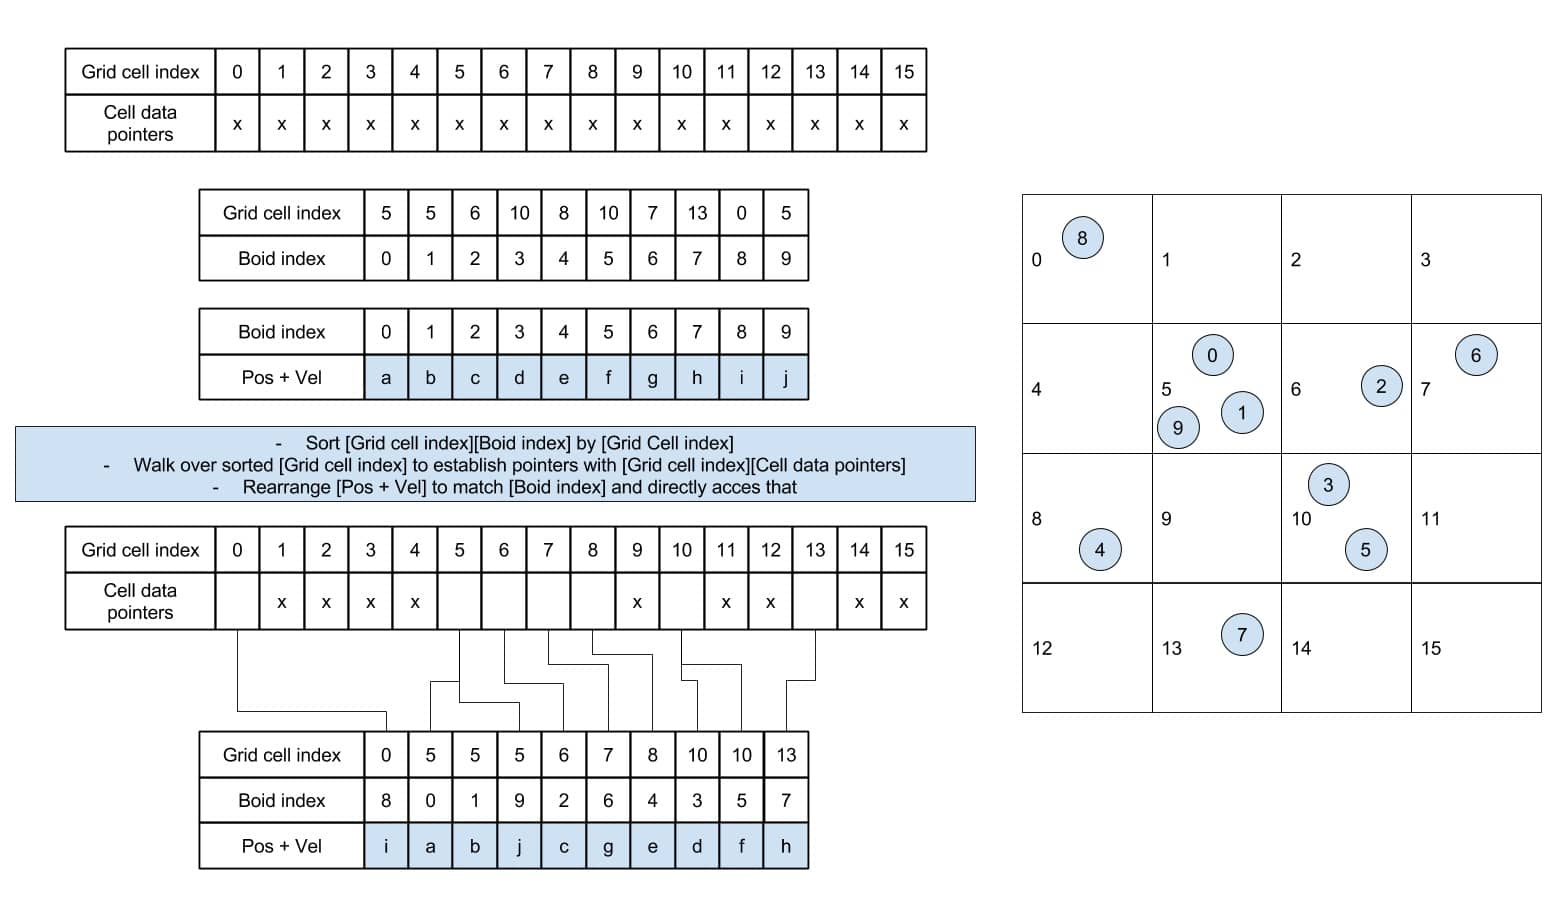 Grid cell index 0 1 2 3 4 5 6 7 8 9 10 11 12 13 14 15
Cell data
pointers
x x x x x x x x x x x x x x x x
Grid cell index 5 5 6 10 8 10 7 13 0 5
Boid index 0 1 2 3 4 5 6 7 8 9
Boid index 0 1 2 3 4 5 6 7 8 9
Pos + Vel a b c d e f g h i j
- Sort [Grid cell index][Boid index] by [Grid Cell index]
- Walk over sorted [Grid cell index] to establish pointers with [Grid cell index][Cell data pointers]
- Rearrange [Pos + Vel] to match [Boid index] and directly acces that
Grid cell index 0 1 2 3 4 5 6 7 8 9 10 11 12 13 14 15
Cell data
pointers
x x x x x x x x x
Grid cell index 0 5 5 5 6 7 8 10 10 13
Boid index 8 0 1 9 2 6 4 3 5 7
Pos + Vel i a b j c g e d f h
8
0 1 2 3
0 6
4 5 6 2 7
1
9
3
8 9 10 11
4 5
7
12 13 14 15